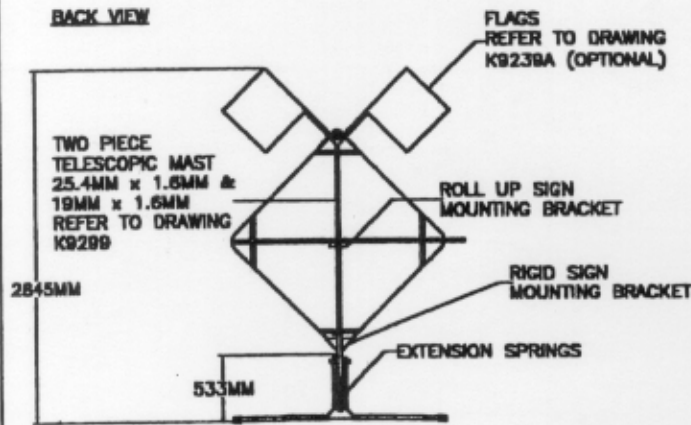 BACK VIEW
FLAGS
REFER TO DRAWING
K9239A (OPTIONAL)
TWO PIECE
TELESCOPIC MAST
25.4MM x 1.6MM &
19MM x 1.6MM
REFER TO DRAWING
K9299
ROLL UP SIGN
MOUNTING BRACKET
2845MM
RIGID SIGN
MOUNTING BRACKET
EXTENSION SPRINGS
533MM